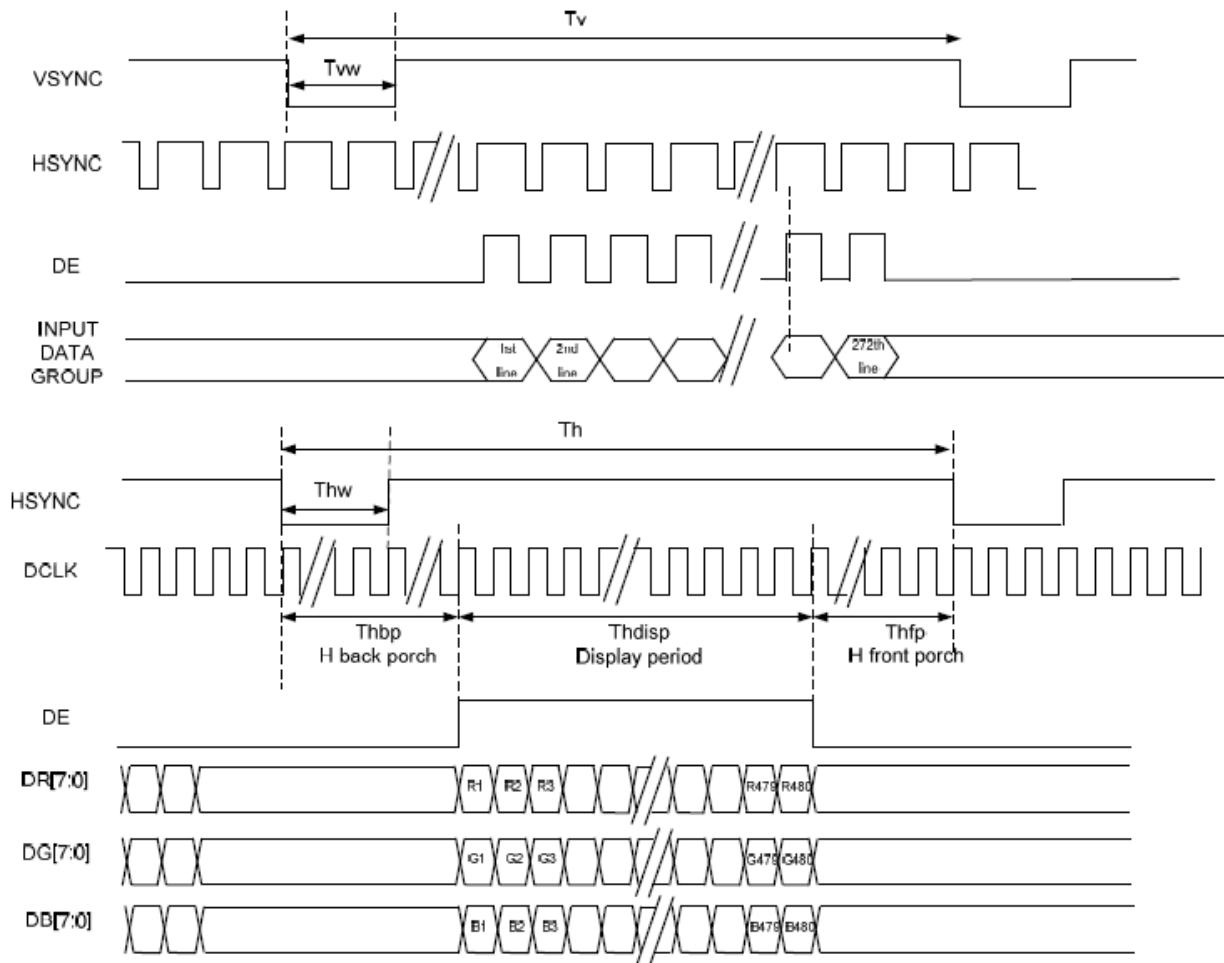 Tv
VSYNC
Tvw
HSYNC
DE
INPUT
DATA
GROUP
1st
line
2nd
line
272th
line
Th
HSYNC
Thw
DCLK
Thbp
H back porch
Thdisp
Display period
Thfp
H front porch
DE
DR[7:0]
R1 R2 R3 R479 R480
DG[7:0]
G1 G2 G3 G479 G480
DB[7:0]
B1 B2 B3 B479 B480